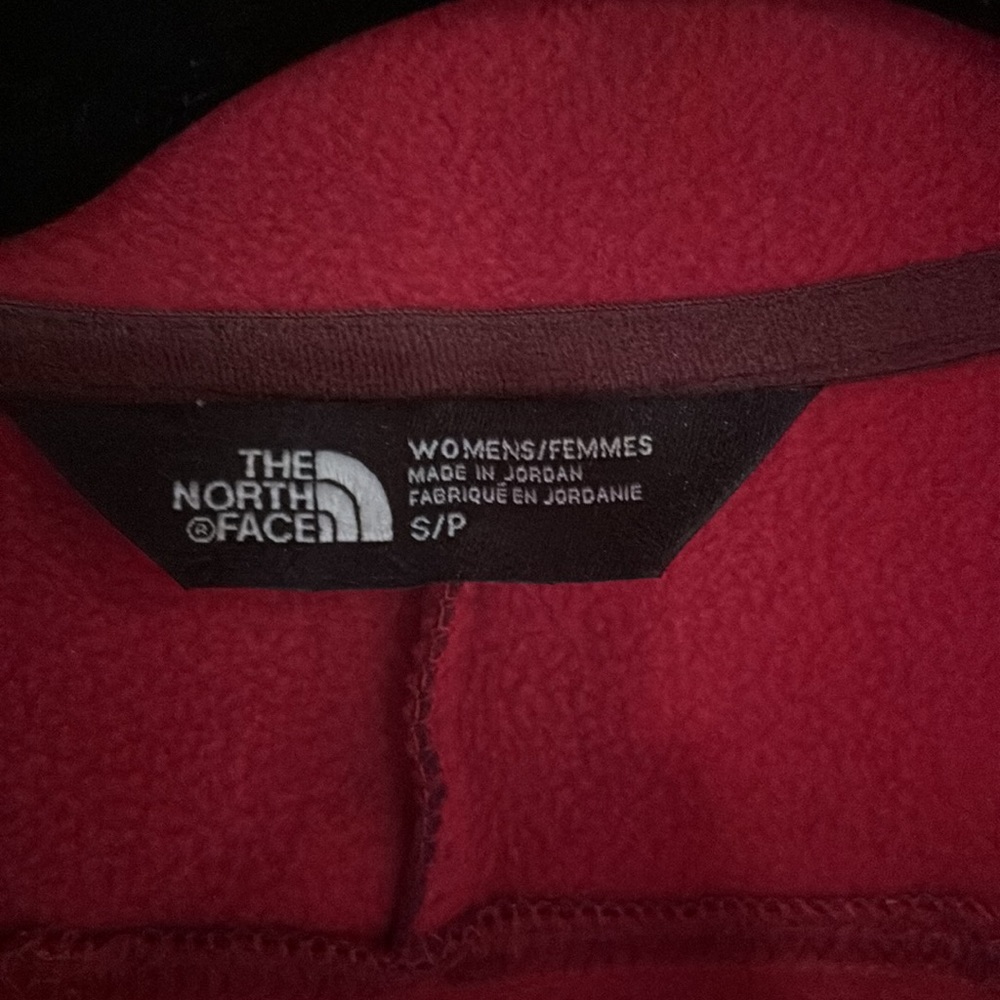 THE
NORTH
®FACE
WOMENS/FEMMES
MADE IN JORDAN
FABRIQUÉ EN JORDANIE
S/P